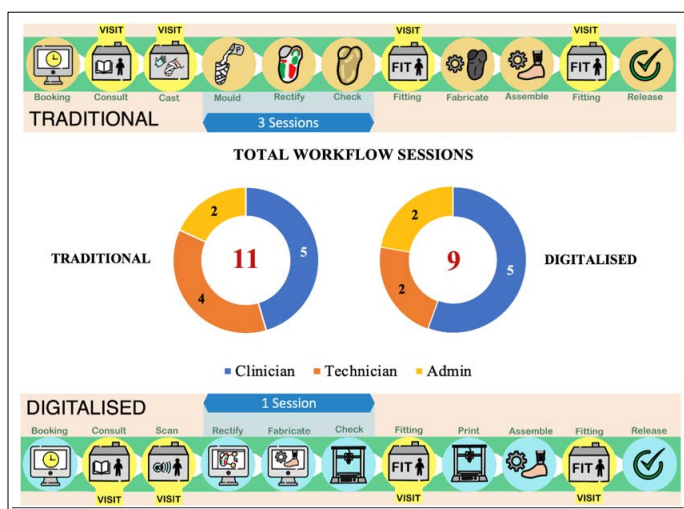 VISIT VISIT VISIT VISIT
P FIT FIT
Booking Consult Cast Mould Rectify Check Fitting Fabricate Assemble Fitting Release
TRADITIONAL
3 Sessions
TOTAL WORKFLOW SESSIONS
TRADITIONAL
2
11
5
4
2
9
5
2
DIGITALISED
Clinician Technician Admin
DIGITALISED
1 Session
Booking Consult Scan Rectify Fabricate Check Fitting Print Assemble Fitting Release
FIT FIT
VISIT VISIT VISIT VISIT